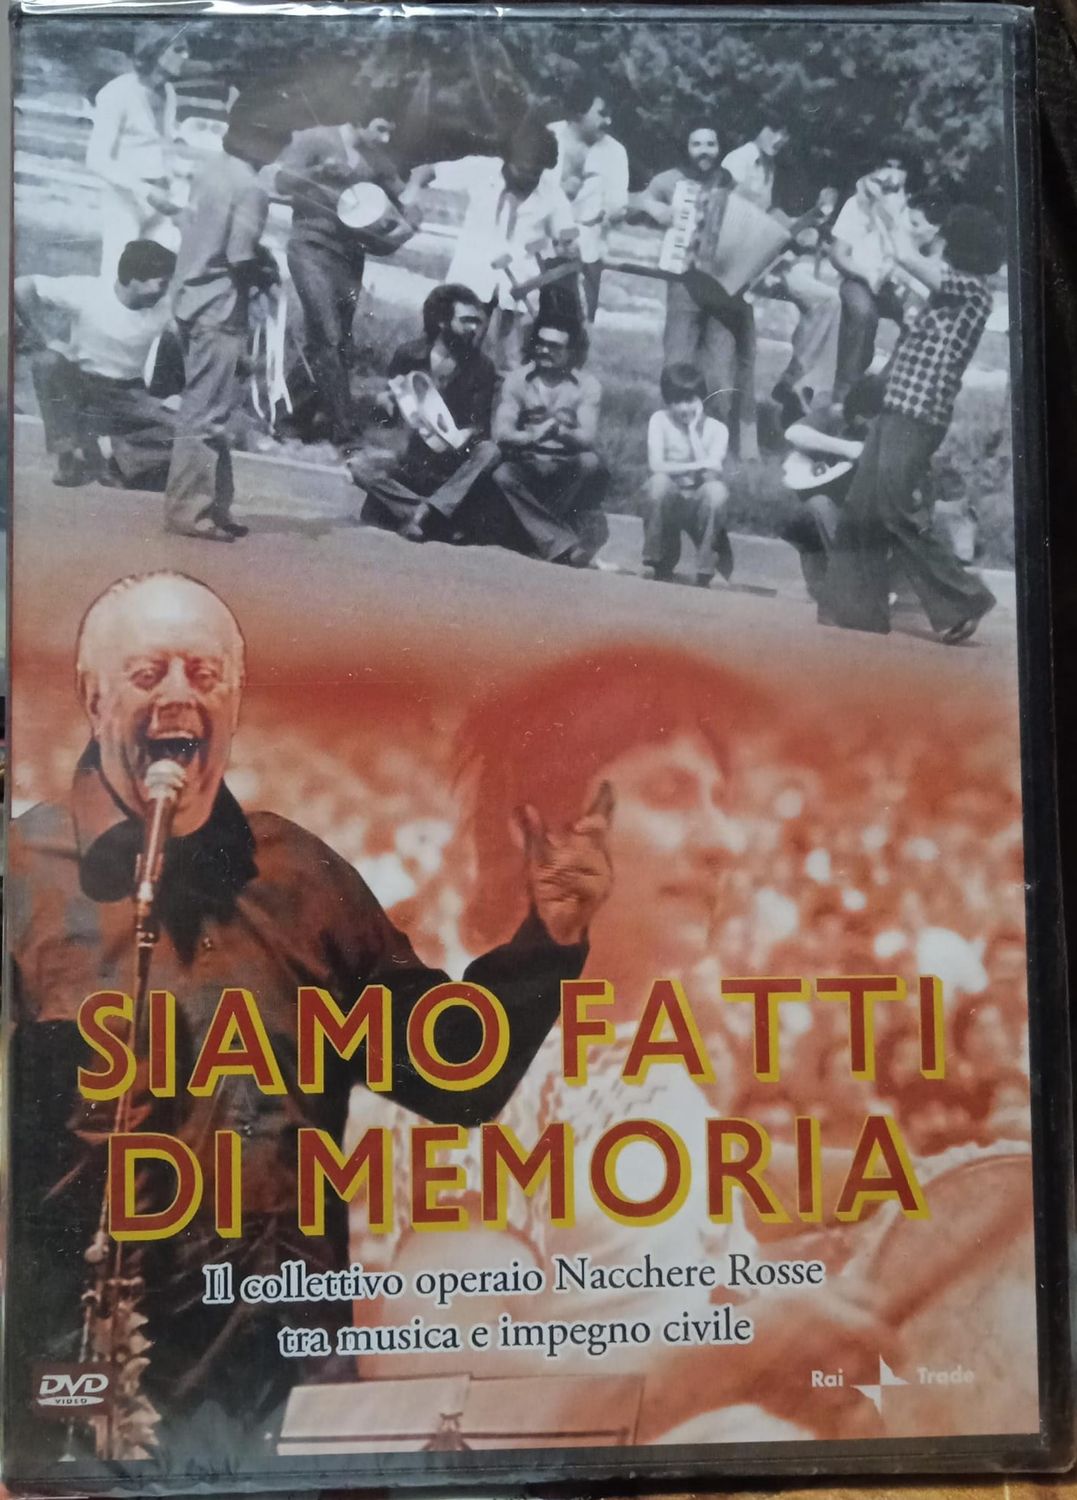 SIAMO FATTI
DI MEMORIA
Il collettivo operaio Nacchere Rosse
tra musica e impegno civile
DVD
VIDEO
Rai Trade